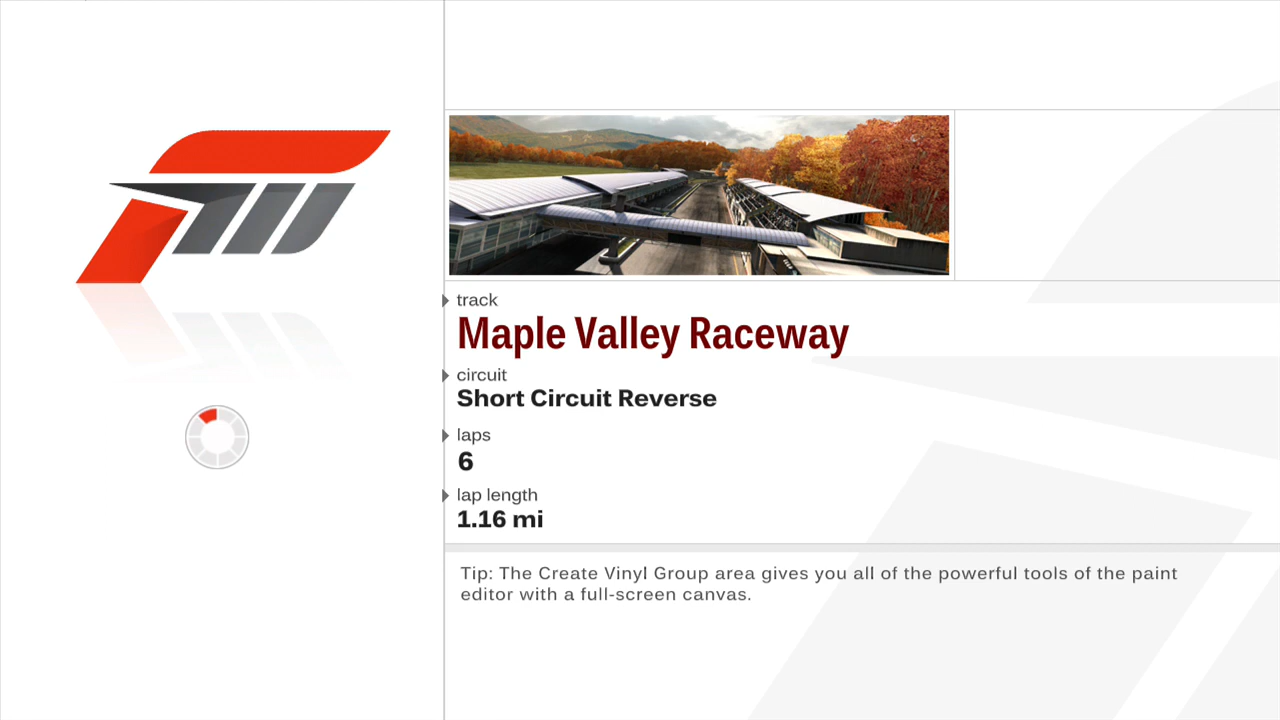 track
Maple Valley Raceway
circuit
Short Circuit Reverse
laps
6
lap length
1.16 mi
Tip: The Create Vinyl Group area gives you all of the powerful tools of the paint
editor with a full-screen canvas.